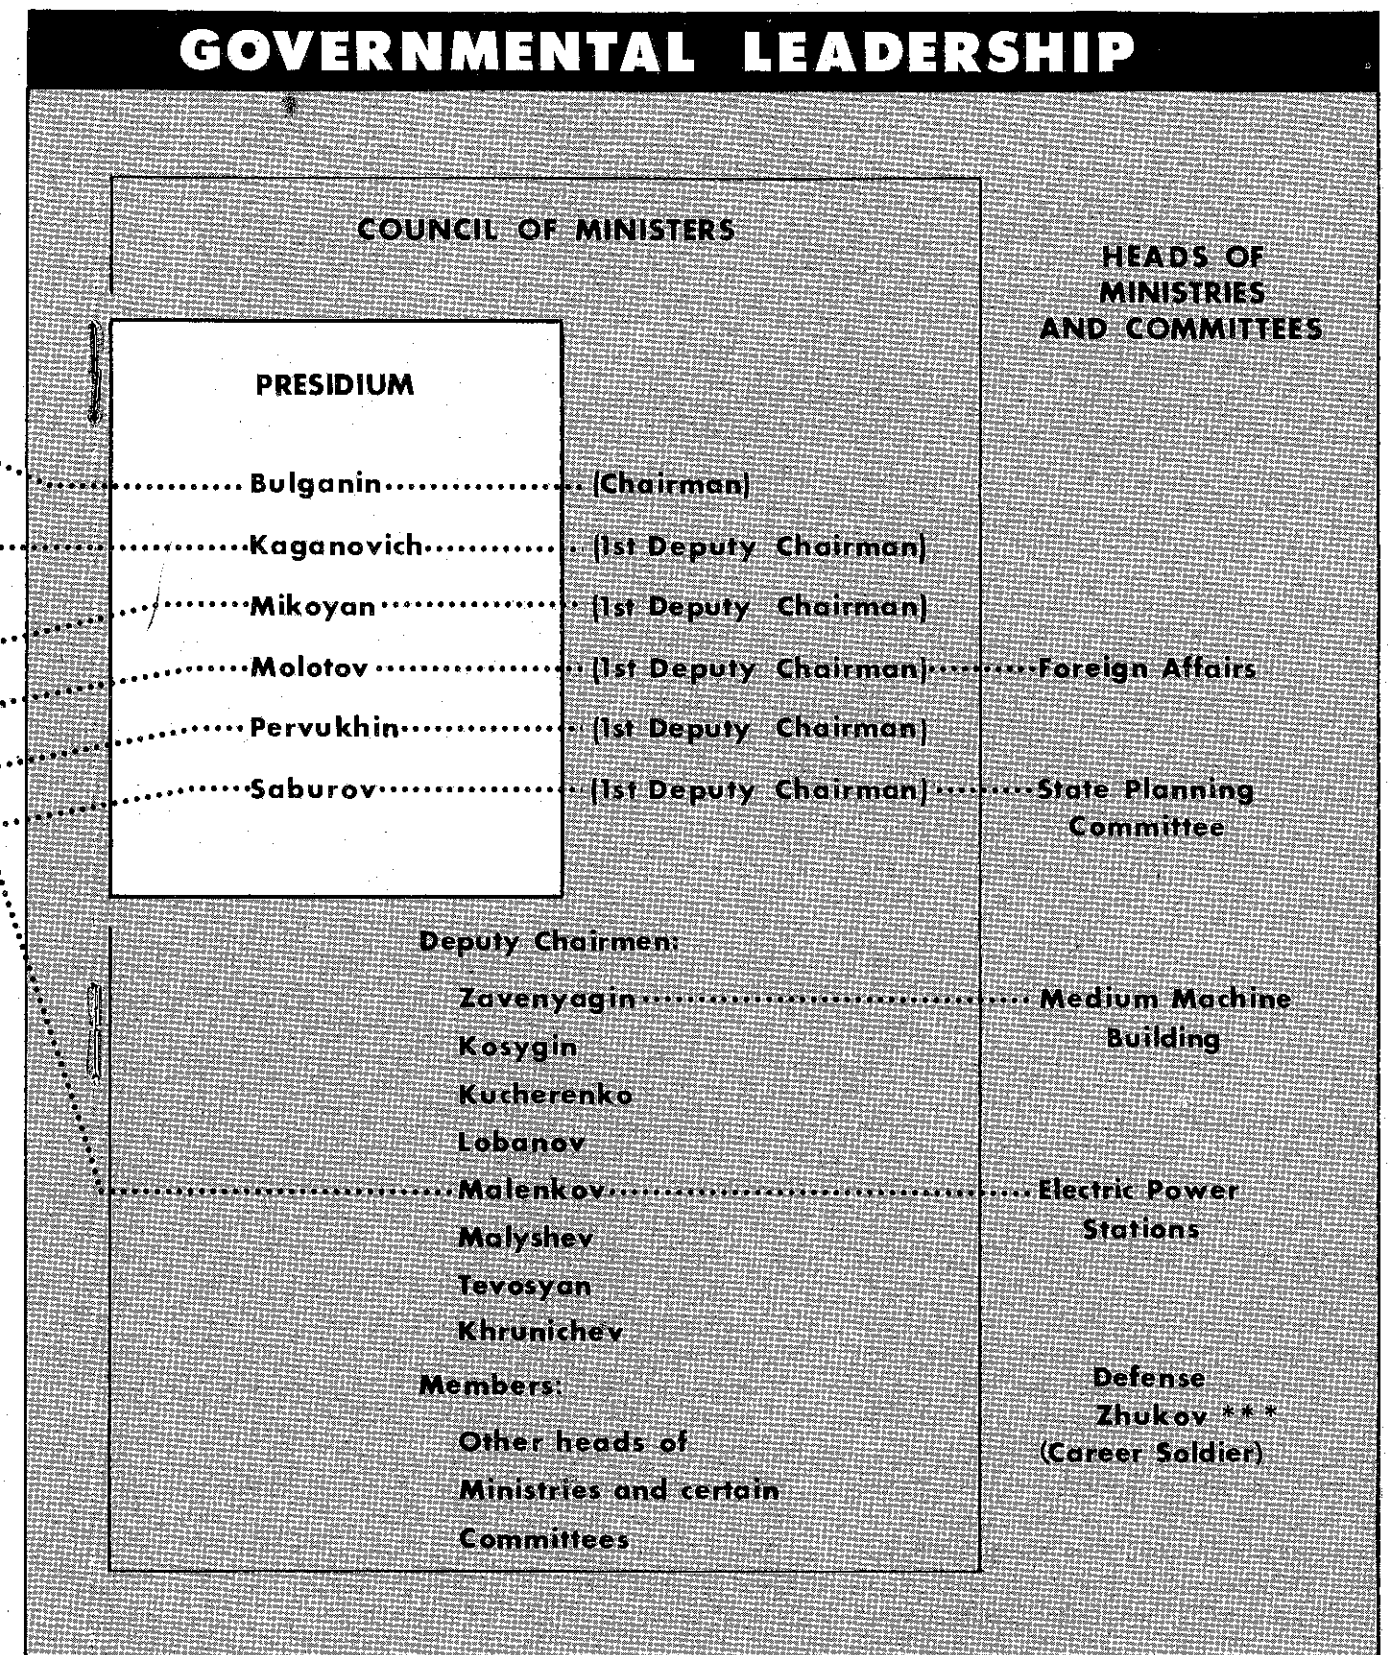 GOVERNMENTAL LEADERSHIP
COUNCIL OF MINISTERS
HEADS OF
MINISTRIES
AND COMMITTEES
PRESIDIUM
Bulganin (Chairman)
Kaganovich (1st Deputy Chairman)
Mikoyan (1st Deputy Chairman)
Molotov (1st Deputy Chairman) Foreign Affairs
Pervukhin (1st Deputy Chairman)
Saburov (1st Deputy Chairman) State Planning
Committee
Deputy Chairmen:
Zavenyagin Medium Machine
Building
Kosygin
Kucherenko
Lobanov
Malenkov Electric Power
Stations
Malyshev
Tevosyan
Khrunichev
Members:
Other heads of
Ministries and certain
Committees
Defense
Zhukov ***
(Career Soldier)